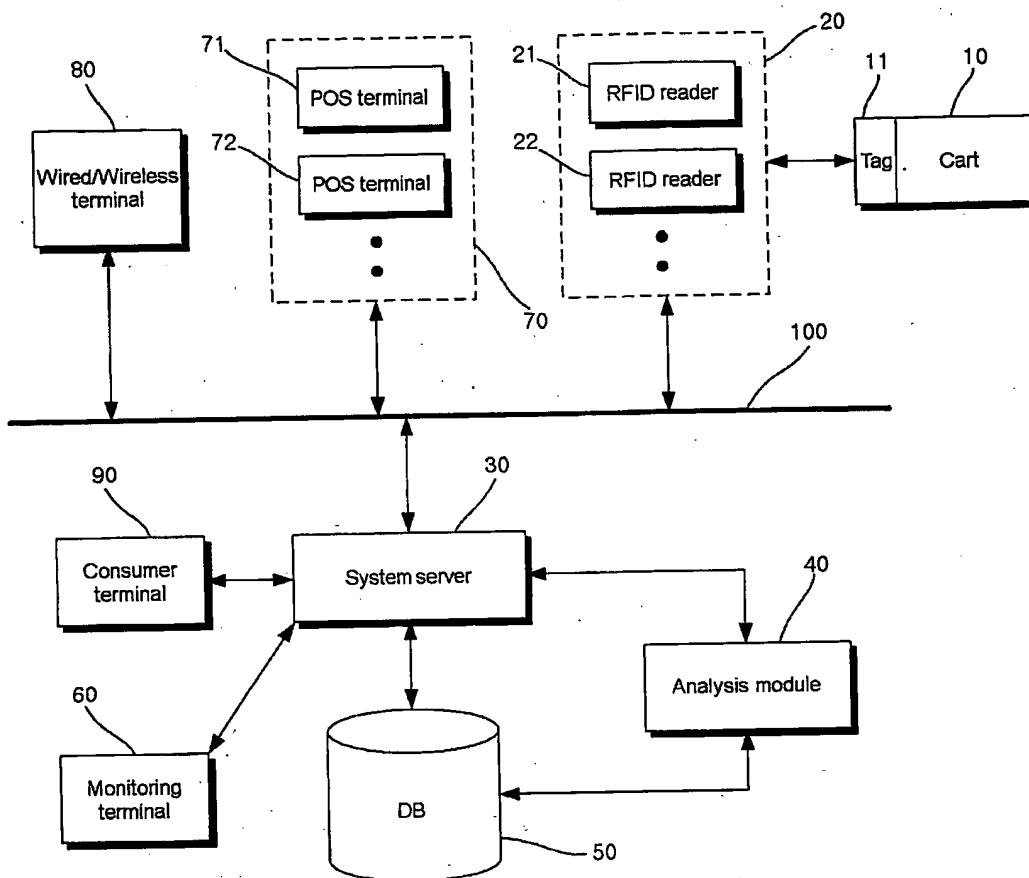 20
71
21
11
10
80
POS terminal
RFID reader
72
22
Tag
Cart
Wired/Wireless
terminal
POS terminal
RFID reader
70
100
90
30
Consumer
terminal
System server
40
60
Analysis module
Monitoring
terminal
DB
50